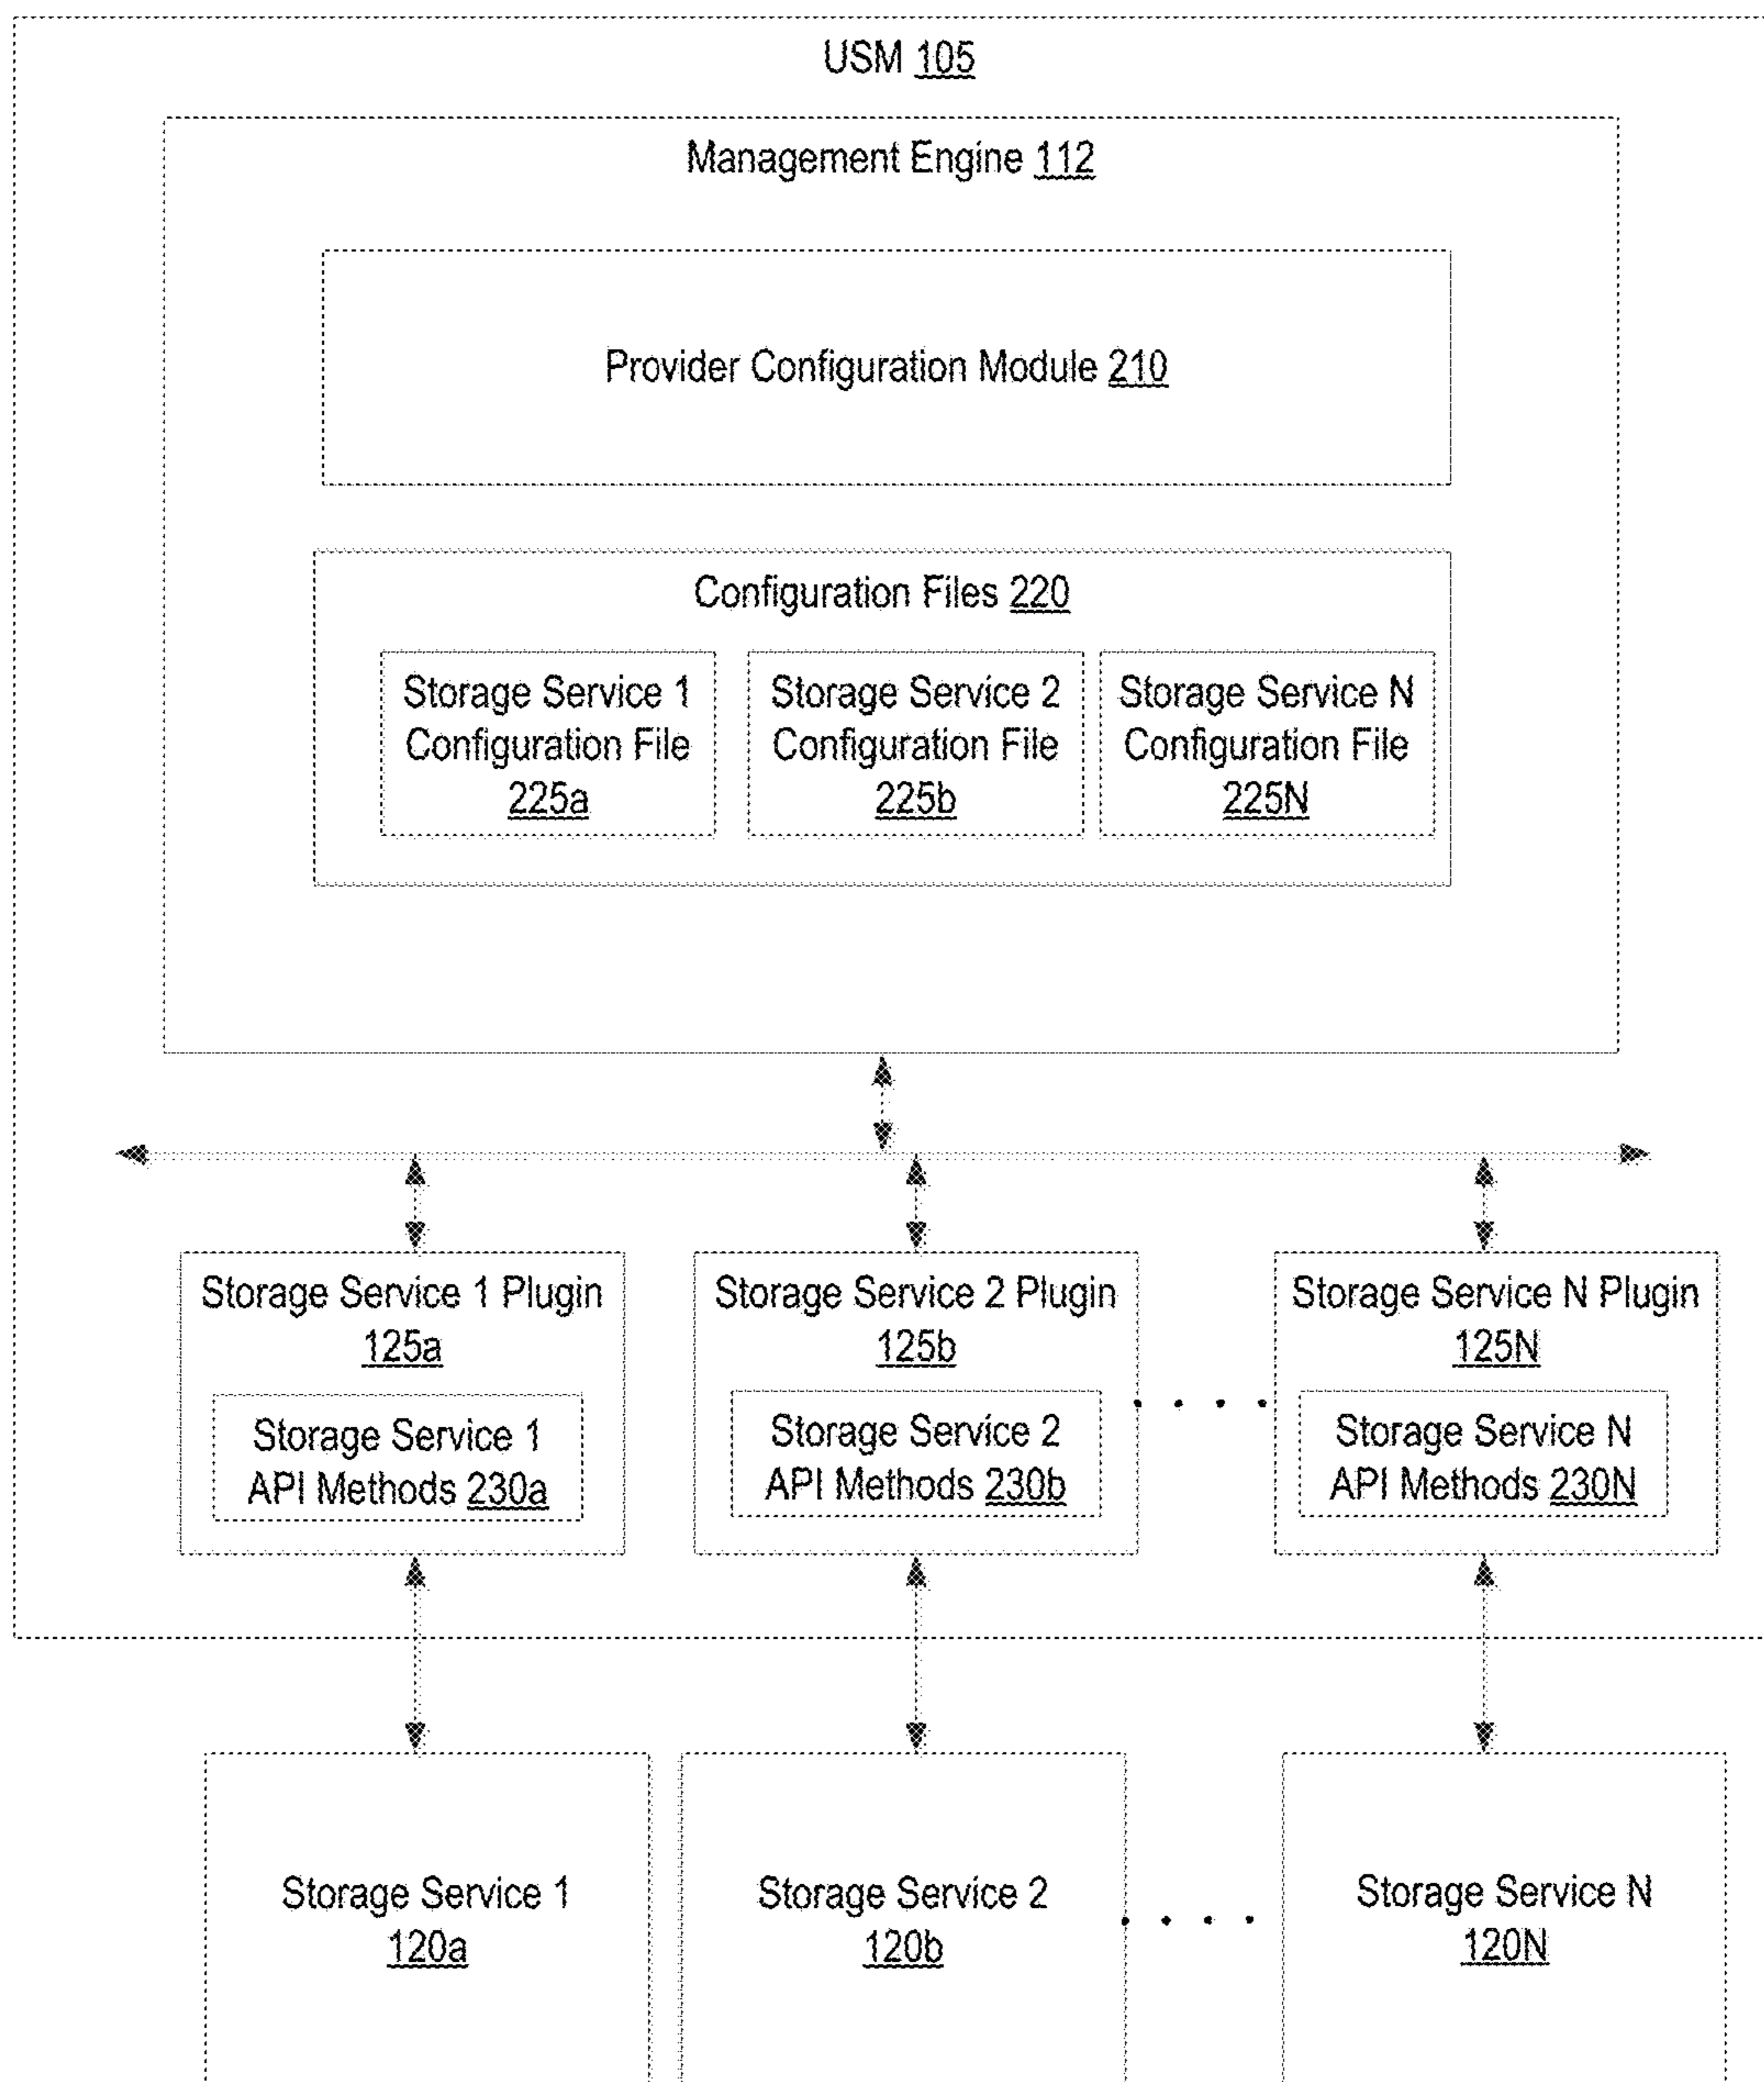 USM 105
Management Engine 112
Provider Configuration Module 210
Configuration Files 220
Storage Service 1
Configuration File
225a
Storage Service 2
Configuration File
225b
Storage Service N
Configuration File
225N
Storage Service 1 Plugin
125a
Storage Service 1
API Methods 230a
Storage Service 2 Plugin
125b
Storage Service 2
API Methods 230b
Storage Service N Plugin
125N
Storage Service N
API Methods 230N
Storage Service 1
120a
Storage Service 2
120b
Storage Service N
120N